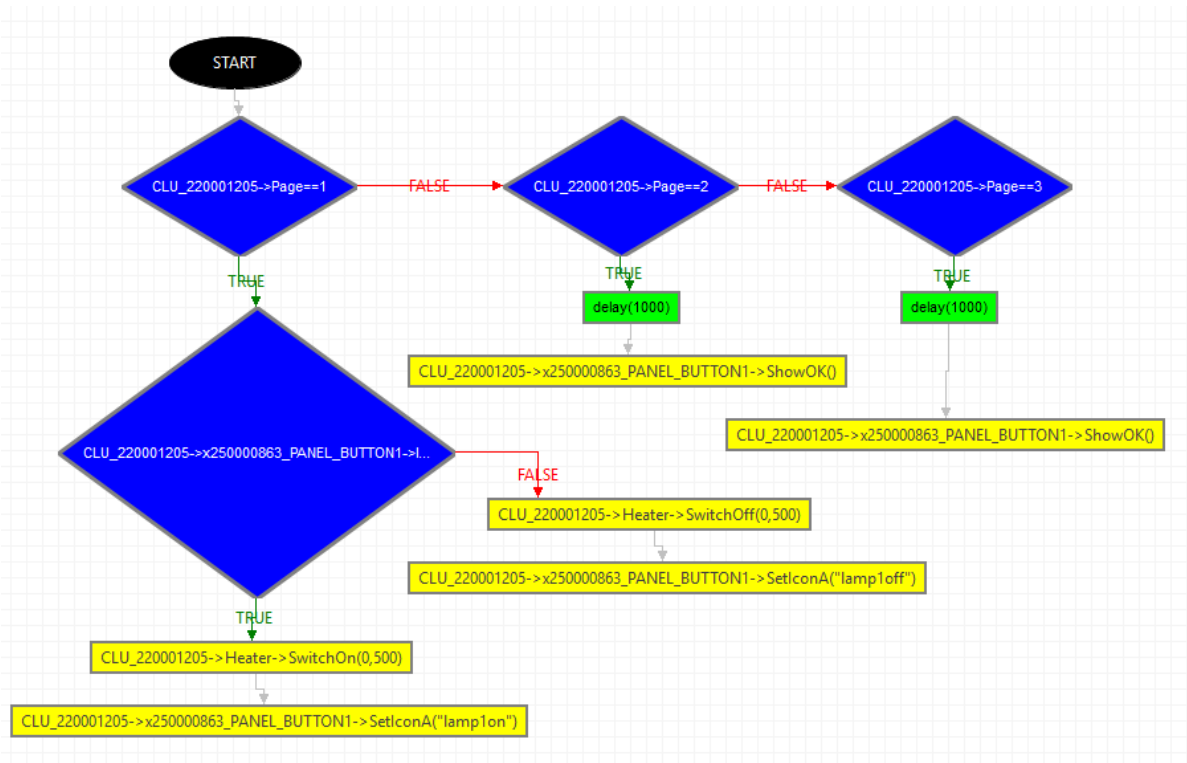 START
CLU_220001205->Page==1
FALSE
CLU_220001205->Page==2
FALSE
CLU_220001205->Page==3
TRUE
TRUE
TRUE
delay(1000)
delay(1000)
CLU_220001205->x250000863_PANEL_BUTTON1->ShowOK()
CLU_220001205->x250000863_PANEL_BUTTON1->ShowOK()
CLU_220001205->x250000863_PANEL_BUTTON1->I...
FALSE
CLU_220001205->Heater->SwitchOff(0,500)
CLU_220001205->x250000863_PANEL_BUTTON1->SetIconA("lamp1off")
TRUE
CLU_220001205->Heater->SwitchOn(0,500)
CLU_220001205->x250000863_PANEL_BUTTON1->SetIconA("lamp1on")